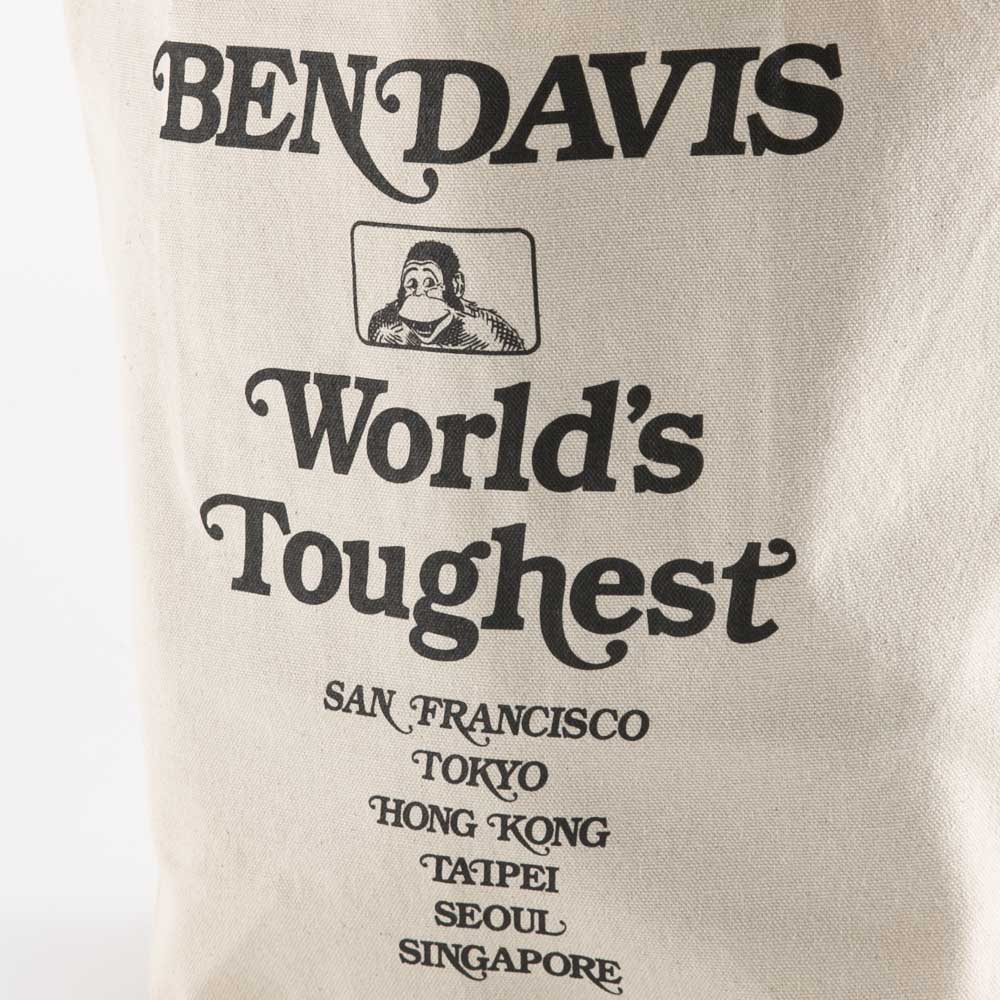 BEN DAVIS
World's
Toughest
SAN FRANCISCO
TOKYO
HONG KONG
TAIPEI
SEOUL
SINGAPORE